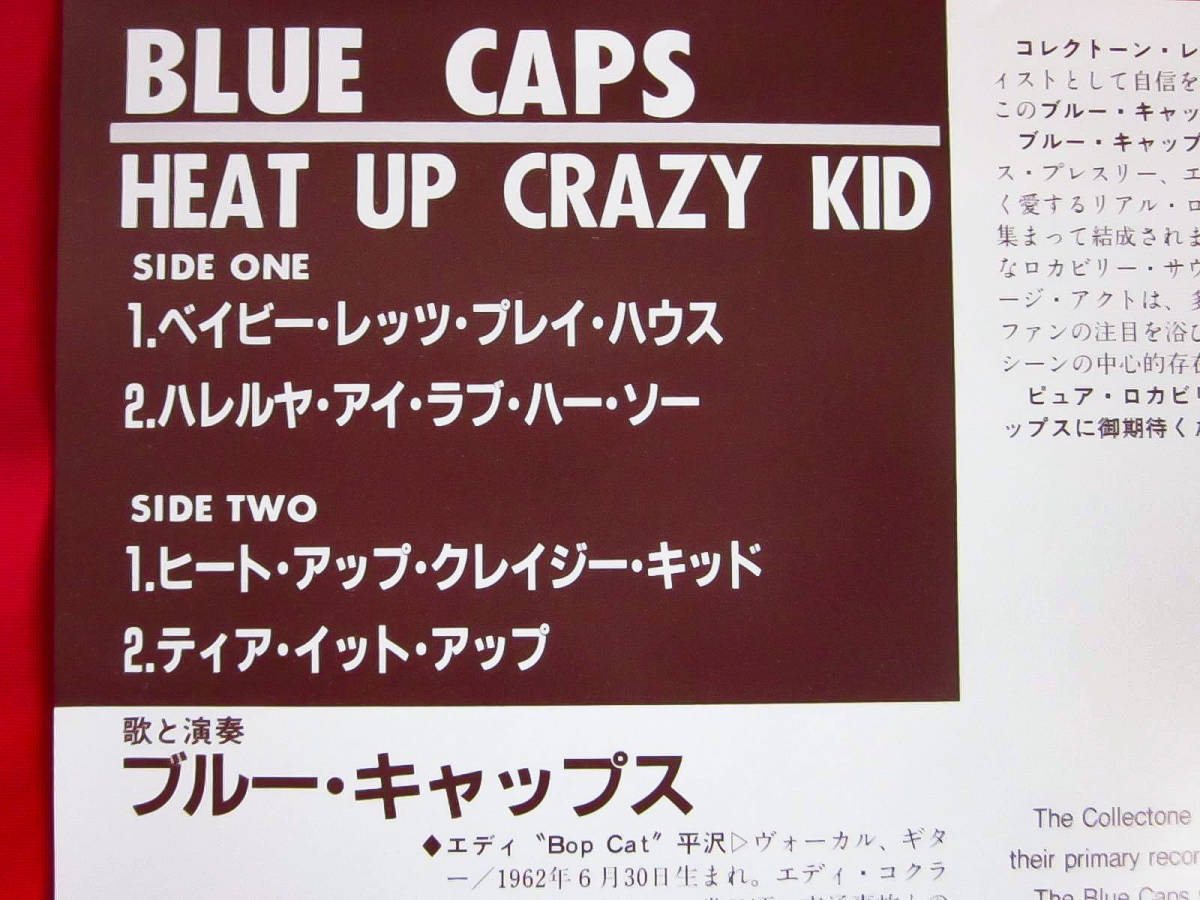 BLUE CAPS
HEAT UP CRAZY KID
SIDE ONE
1.ベイビー・レッツ・プレイ・ハウス
2.ハレルヤ・アイ・ラブ・ハー・ソー
SIDE TWO
1.ヒート・アップ・クレイジー・キッド
2.ティア・イット・アップ
歌と演奏
ブルー・キャップス
◆エディ“Bop Cat”平沢▷ヴォーカル、ギタ
ー/1962年6月30日生まれ。エディ・コクラ
コレクトーン・レ
ィストとして自信を
このブルー・キャッ
ブルー・キャップ
ス・プレスリー、エ
く愛するリアル・ロ
集まって結成されま
なロカビリー・サウ
ージ・アクトは、多
ファンの注目を浴び
シーンの中心的存在
ピュア・ロカビリ
ップスに御期待くだ
The Collectone
their primary recor
The Blue Caps